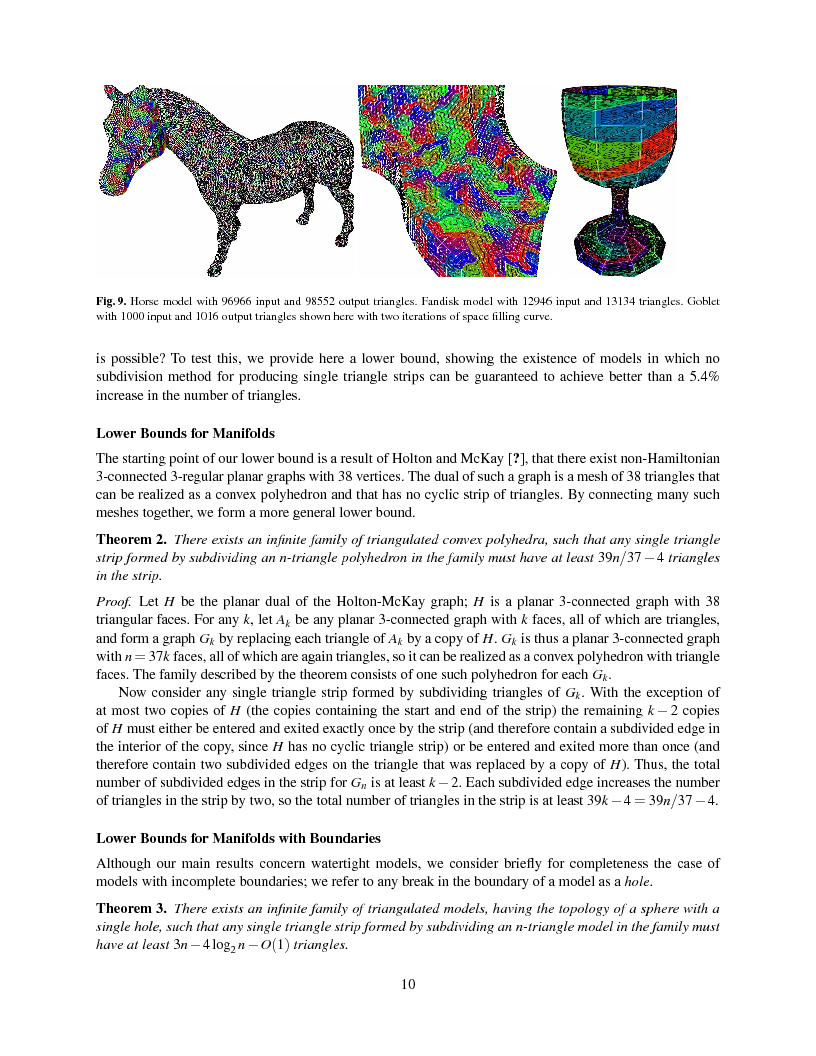 Fig. 9. Horse model with 96966 input and 98552 output triangles. Fandisk model with 12946 input and 13134 triangles. Goblet
with 1000 input and 1016 output triangles shown here with two iterations of space filling curve.
is possible? To test this, we provide here a lower bound, showing the existence of models in which no
subdivision method for producing single triangle strips can be guaranteed to achieve better than a 5.4%
increase in the number of triangles.
Lower Bounds for Manifolds
The starting point of our lower bound is a result of Holton and McKay [?], that there exist non-Hamiltonian
3-connected 3-regular planar graphs with 38 vertices. The dual of such a graph is a mesh of 38 triangles that
can be realized as a convex polyhedron and that has no cyclic strip of triangles. By connecting many such
meshes together, we form a more general lower bound.
Theorem 2. There exists an infinite family of triangulated convex polyhedra, such that any single triangle
strip formed by subdividing an n-triangle polyhedron in the family must have at least 39n/37 − 4 triangles
in the strip.
Proof. Let H be the planar dual of the Holton-McKay graph; H is a planar 3-connected graph with 38
triangular faces. For any k, let Aₖ be any planar 3-connected graph with k faces, all of which are triangles,
and form a graph Gₖ by replacing each triangle of Aₖ by a copy of H. Gₖ is thus a planar 3-connected graph
with n = 37k faces, all of which are again triangles, so it can be realized as a convex polyhedron with triangle
faces. The family described by the theorem consists of one such polyhedron for each Gₖ.
Now consider any single triangle strip formed by subdividing triangles of Gₖ. With the exception of
at most two copies of H (the copies containing the start and end of the strip) the remaining k − 2 copies
of H must either be entered and exited exactly once by the strip (and therefore contain a subdivided edge in
the interior of the copy, since H has no cyclic triangle strip) or be entered and exited more than once (and
therefore contain two subdivided edges on the triangle that was replaced by a copy of H). Thus, the total
number of subdivided edges in the strip for Gₙ is at least k − 2. Each subdivided edge increases the number
of triangles in the strip by two, so the total number of triangles in the strip is at least 39k − 4 = 39n/37 − 4.
Lower Bounds for Manifolds with Boundaries
Although our main results concern watertight models, we consider briefly for completeness the case of
models with incomplete boundaries; we refer to any break in the boundary of a model as a hole.
Theorem 3. There exists an infinite family of triangulated models, having the topology of a sphere with a
single hole, such that any single triangle strip formed by subdividing an n-triangle model in the family must
have at least 3n − 4 log₂ n − O(1) triangles.
10